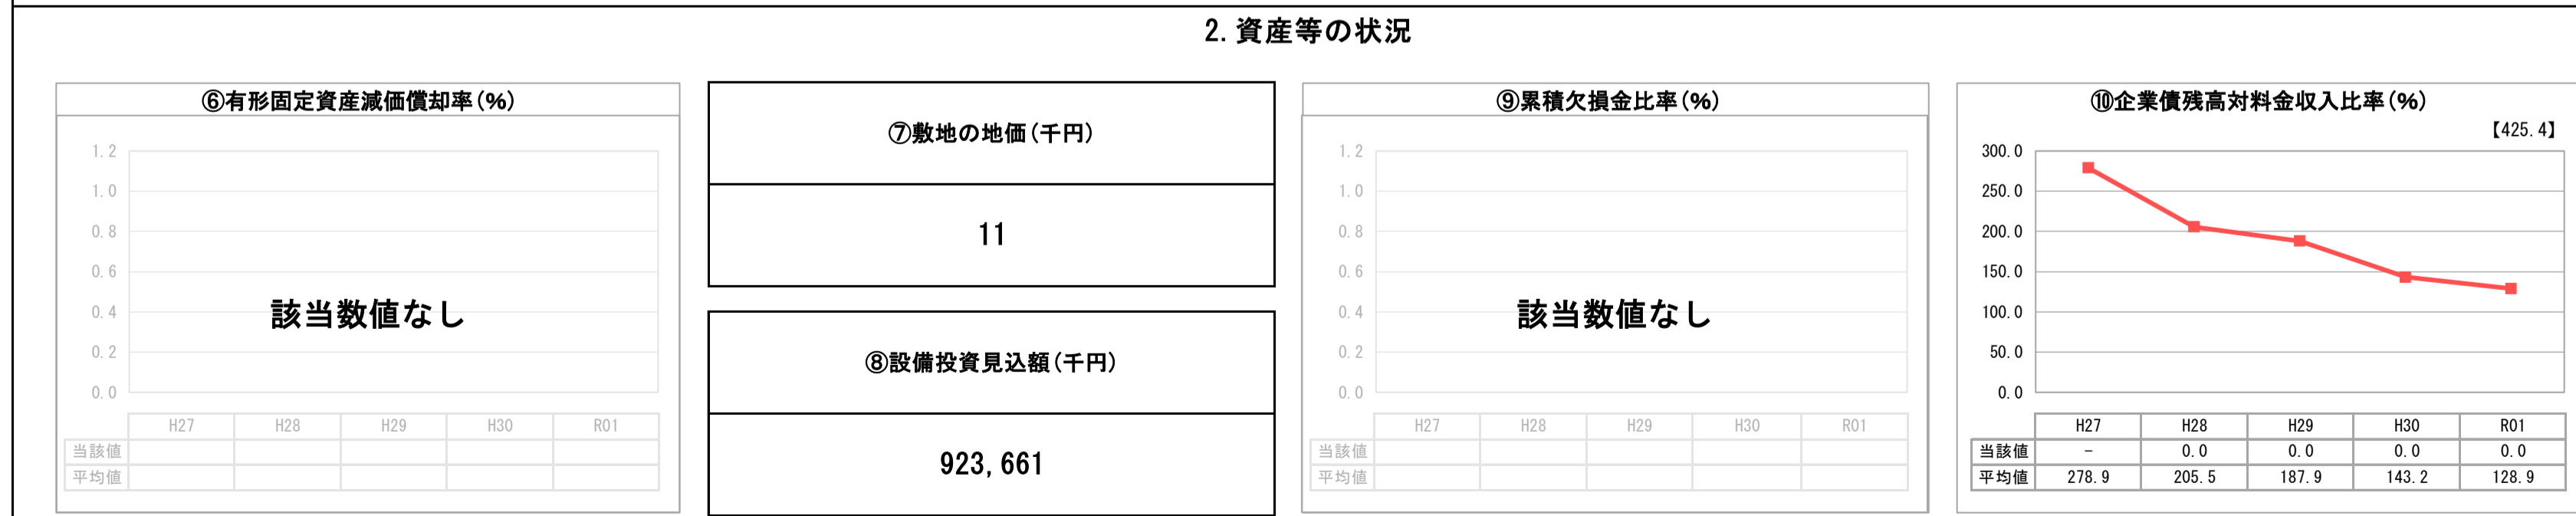 2.資産等の状況
⑥有形固定資産減価償却率(%)
1.2
1.0
0.8
0.6
0.4
0.2
0.0
該当数値なし
H27 H28 H29 H30 R01
当該値
平均値
⑦敷地の地価(千円)
11
⑧設備投資見込額(千円)
923,661
⑨累積欠損金比率(%)
1.2
1.0
0.8
0.6
0.4
0.2
0.0
該当数値なし
H27 H28 H29 H30 R01
当該値
平均値
⑩企業債残高対料金収入比率(%)
【425.4】
300.0
250.0
200.0
150.0
100.0
50.0
0.0
H27 H28 H29 H30 R01
当該値 - 0.0 0.0 0.0 0.0
平均値 278.9 205.5 187.9 143.2 128.9